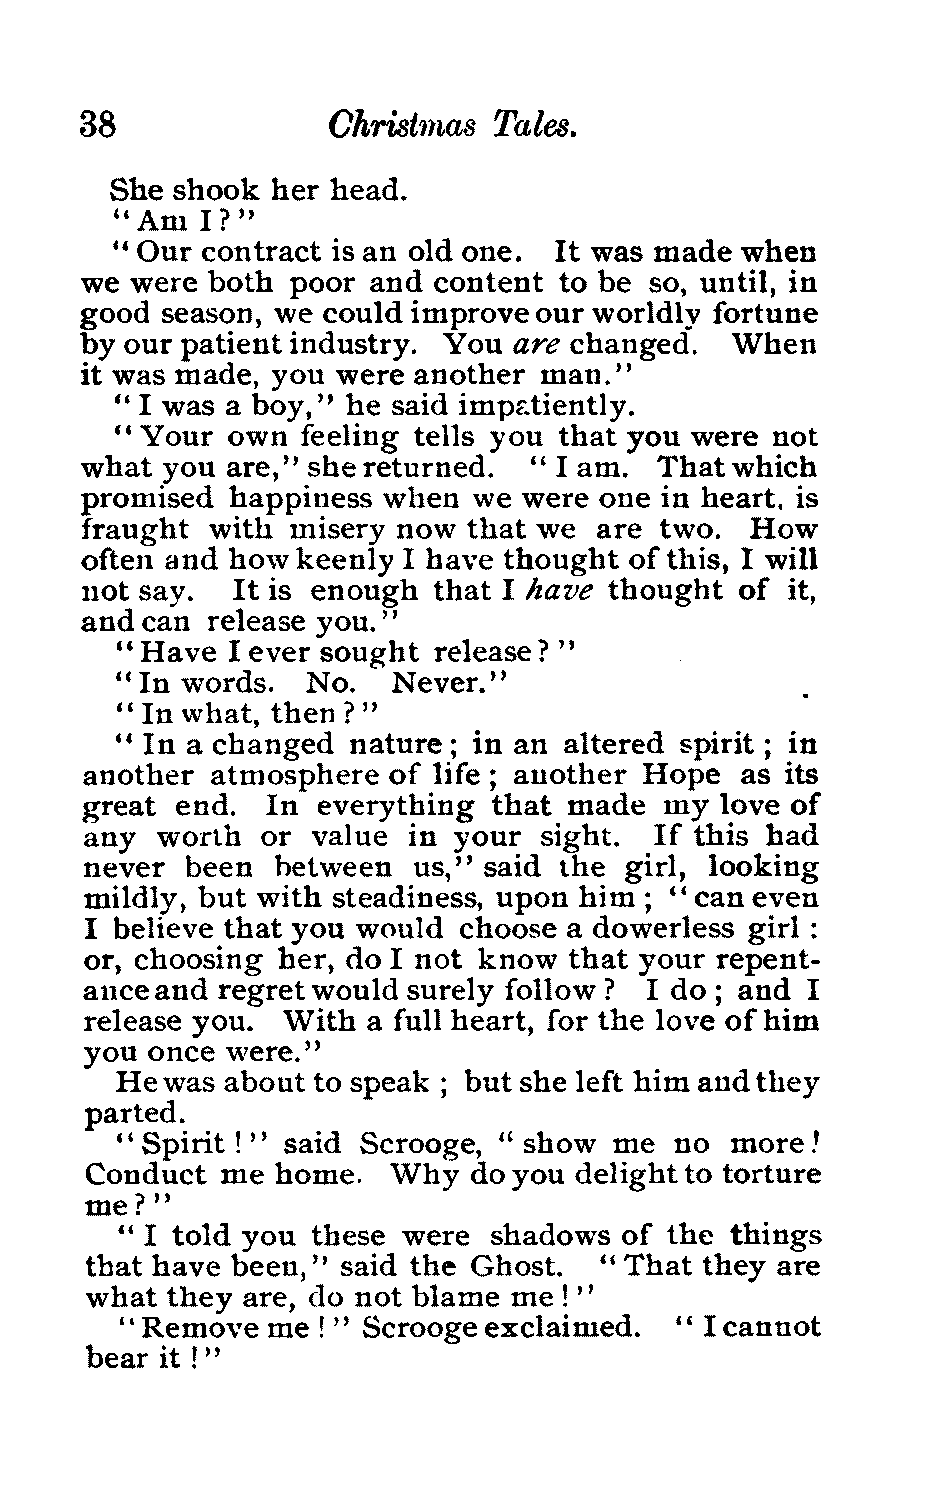 38 Christmas Tales.
She shook her head.
"Am I?"
"Our contract is an old one. It was made when
we were both poor and content to be so, until, in
good season, we could improve our worldly fortune
by our patient industry. You are changed. When
it was made, you were another man."
"I was a boy," he said impatiently.
"Your own feeling tells you that you were not
what you are," she returned. "I am. That which
promised happiness when we were one in heart, is
fraught with misery now that we are two. How
often and how keenly I have thought of this, I will
not say. It is enough that I have thought of it,
and can release you."
"Have I ever sought release?"
"In words. No. Never."
"In what, then?"
"In a changed nature; in an altered spirit; in
another atmosphere of life; another Hope as its
great end. In everything that made my love of
any worth or value in your sight. If this had
never been between us," said the girl, looking
mildly, but with steadiness, upon him; "can even
I believe that you would choose a dowerless girl:
or, choosing her, do I not know that your repent-
ance and regret would surely follow? I do; and I
release you. With a full heart, for the love of him
you once were."
He was about to speak; but she left him and they
parted.
"Spirit!" said Scrooge, "show me no more!
Conduct me home. Why do you delight to torture
me?"
"I told you these were shadows of the things
that have been," said the Ghost. "That they are
what they are, do not blame me!"
"Remove me!" Scrooge exclaimed. "I cannot
bear it!"